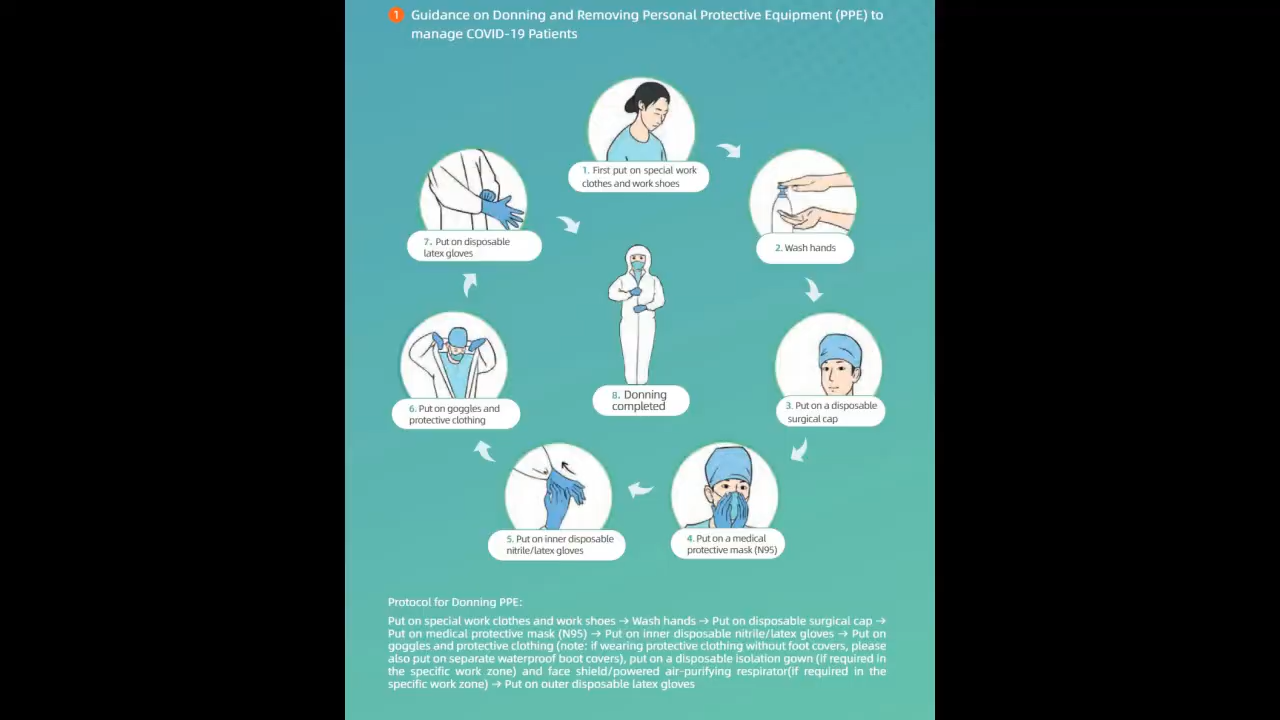 1 Guidance on Donning and Removing Personal Protective Equipment (PPE) to
manage COVID-19 Patients
1. First put on special work
clothes and work shoes
2. Wash hands
3. Put on a disposable
surgical cap
4. Put on a medical
protective mask (N95)
5. Put on inner disposable
nitrile/latex gloves
6. Put on goggles and
protective clothing
7. Put on disposable
latex gloves
8. Donning
completed
Protocol for Donning PPE:
Put on special work clothes and work shoes → Wash hands → Put on disposable surgical cap →
Put on medical protective mask (N95) → Put on inner disposable nitrile/latex gloves → Put on
goggles and protective clothing (note: if wearing protective clothing without foot covers, please
also put on separate waterproof boot covers), put on a disposable isolation gown (if required in
the specific work zone) and face shield/powered air-purifying respirator(if required in the
specific work zone) → Put on outer disposable latex gloves